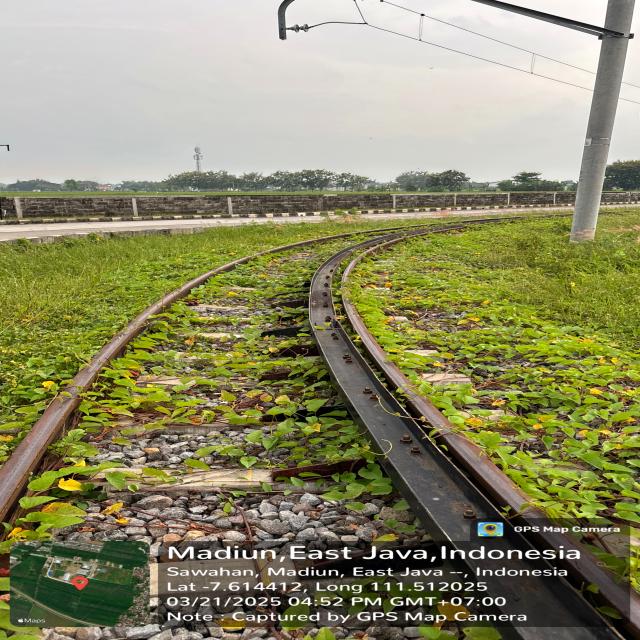 GPS Map Camera
Madiun,East Java,Indonesia
Sawahan, Madiun, East Java --, Indonesia
Lat -7.614412, Long 111.512025
03/21/2025 04:52 PM GMT+07:00
Note : Captured by GPS Map Camera
Maps